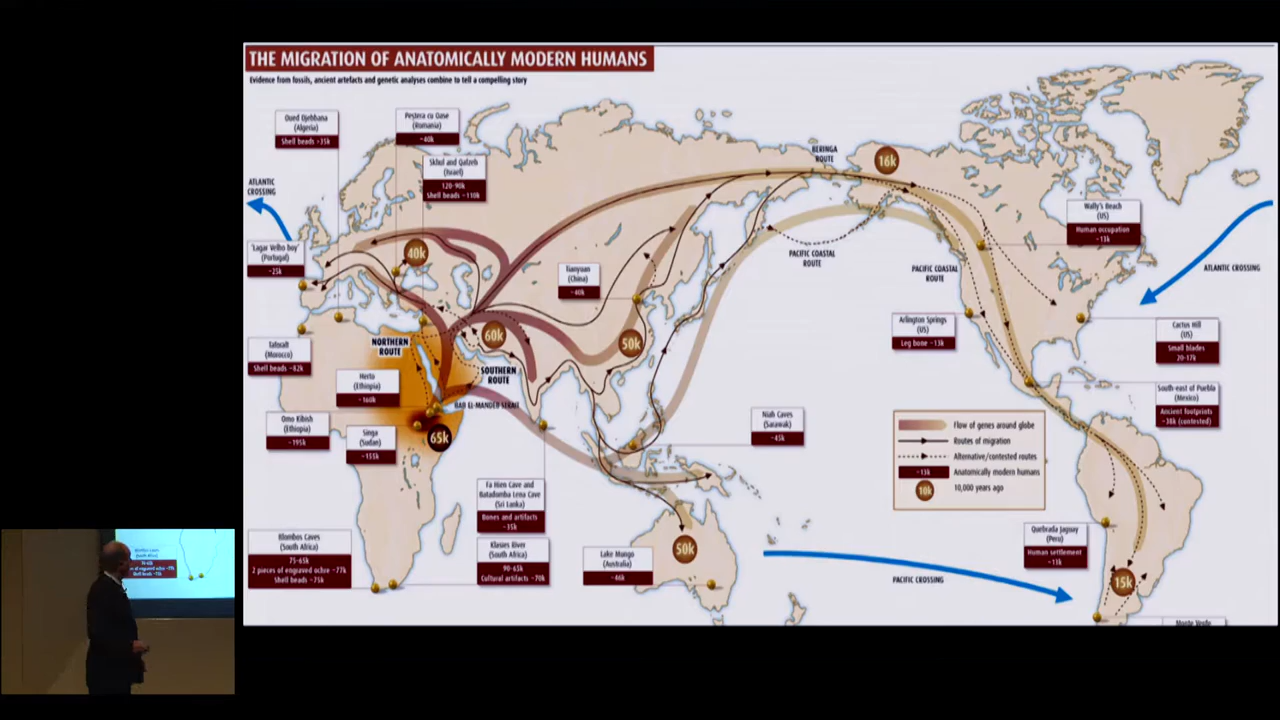 THE MIGRATION OF ANATOMICALLY MODERN HUMANS
Evidence from fossils, ancient artefacts and genetic analyses combine to tell a compelling story
Oued Djebbana
(Algeria)
Shell beads >35k
Pestera cu Oase
(Rumania)
~40k
Skhul and Qafzeh
(Israel)
120-90k
Shell beads ~110k
ATLANTIC
CROSSING
'Lagar Velho boy'
(Portugal)
~25k
40k
BERINGA
ROUTE
16k
Wally's Beach
(US)
Human occupation
~13k
Tianyuan
(China)
~40k
PACIFIC COASTAL
ROUTE
PACIFIC COASTAL
ROUTE
ATLANTIC CROSSING
Arlington Springs
(US)
Leg bone ~13k
Cactus Hill
(US)
Small blades
20-17k
Taforalt
(Morocco)
Shell beads ~82k
NORTHERN
ROUTE
60k
50k
SOUTHERN
ROUTE
Herto
(Ethiopia)
~160k
BAB EL-MANDEB STRAIT
South-east of Puebla
(Mexico)
Ancient footprints
~38k (contested)
Omo Kibish
(Ethiopia)
~195k
Singa
(Sudan)
65k
Niah Caves
(Sarawak)
~45k
Flow of genes around globe
Routes of migration
Alternative/contested routes
~13k
Anatomically modern humans
10k
10,000 years ago
Fa Hien Cave and
Batadomba Lena Cave
(Sri Lanka)
Bones and artifacts
~35k
Blombos Caves
(South Africa)
75-65k
2 pieces of engraved ochre ~77k
Shell beads ~75k
Klasies River
(South Africa)
90-65k
Cultural artifacts ~70k
Lake Mungo
(Australia)
~46k
50k
PACIFIC CROSSING
Quebrada Jaguay
(Peru)
Human settlement
~13k
15k
Monte Verde